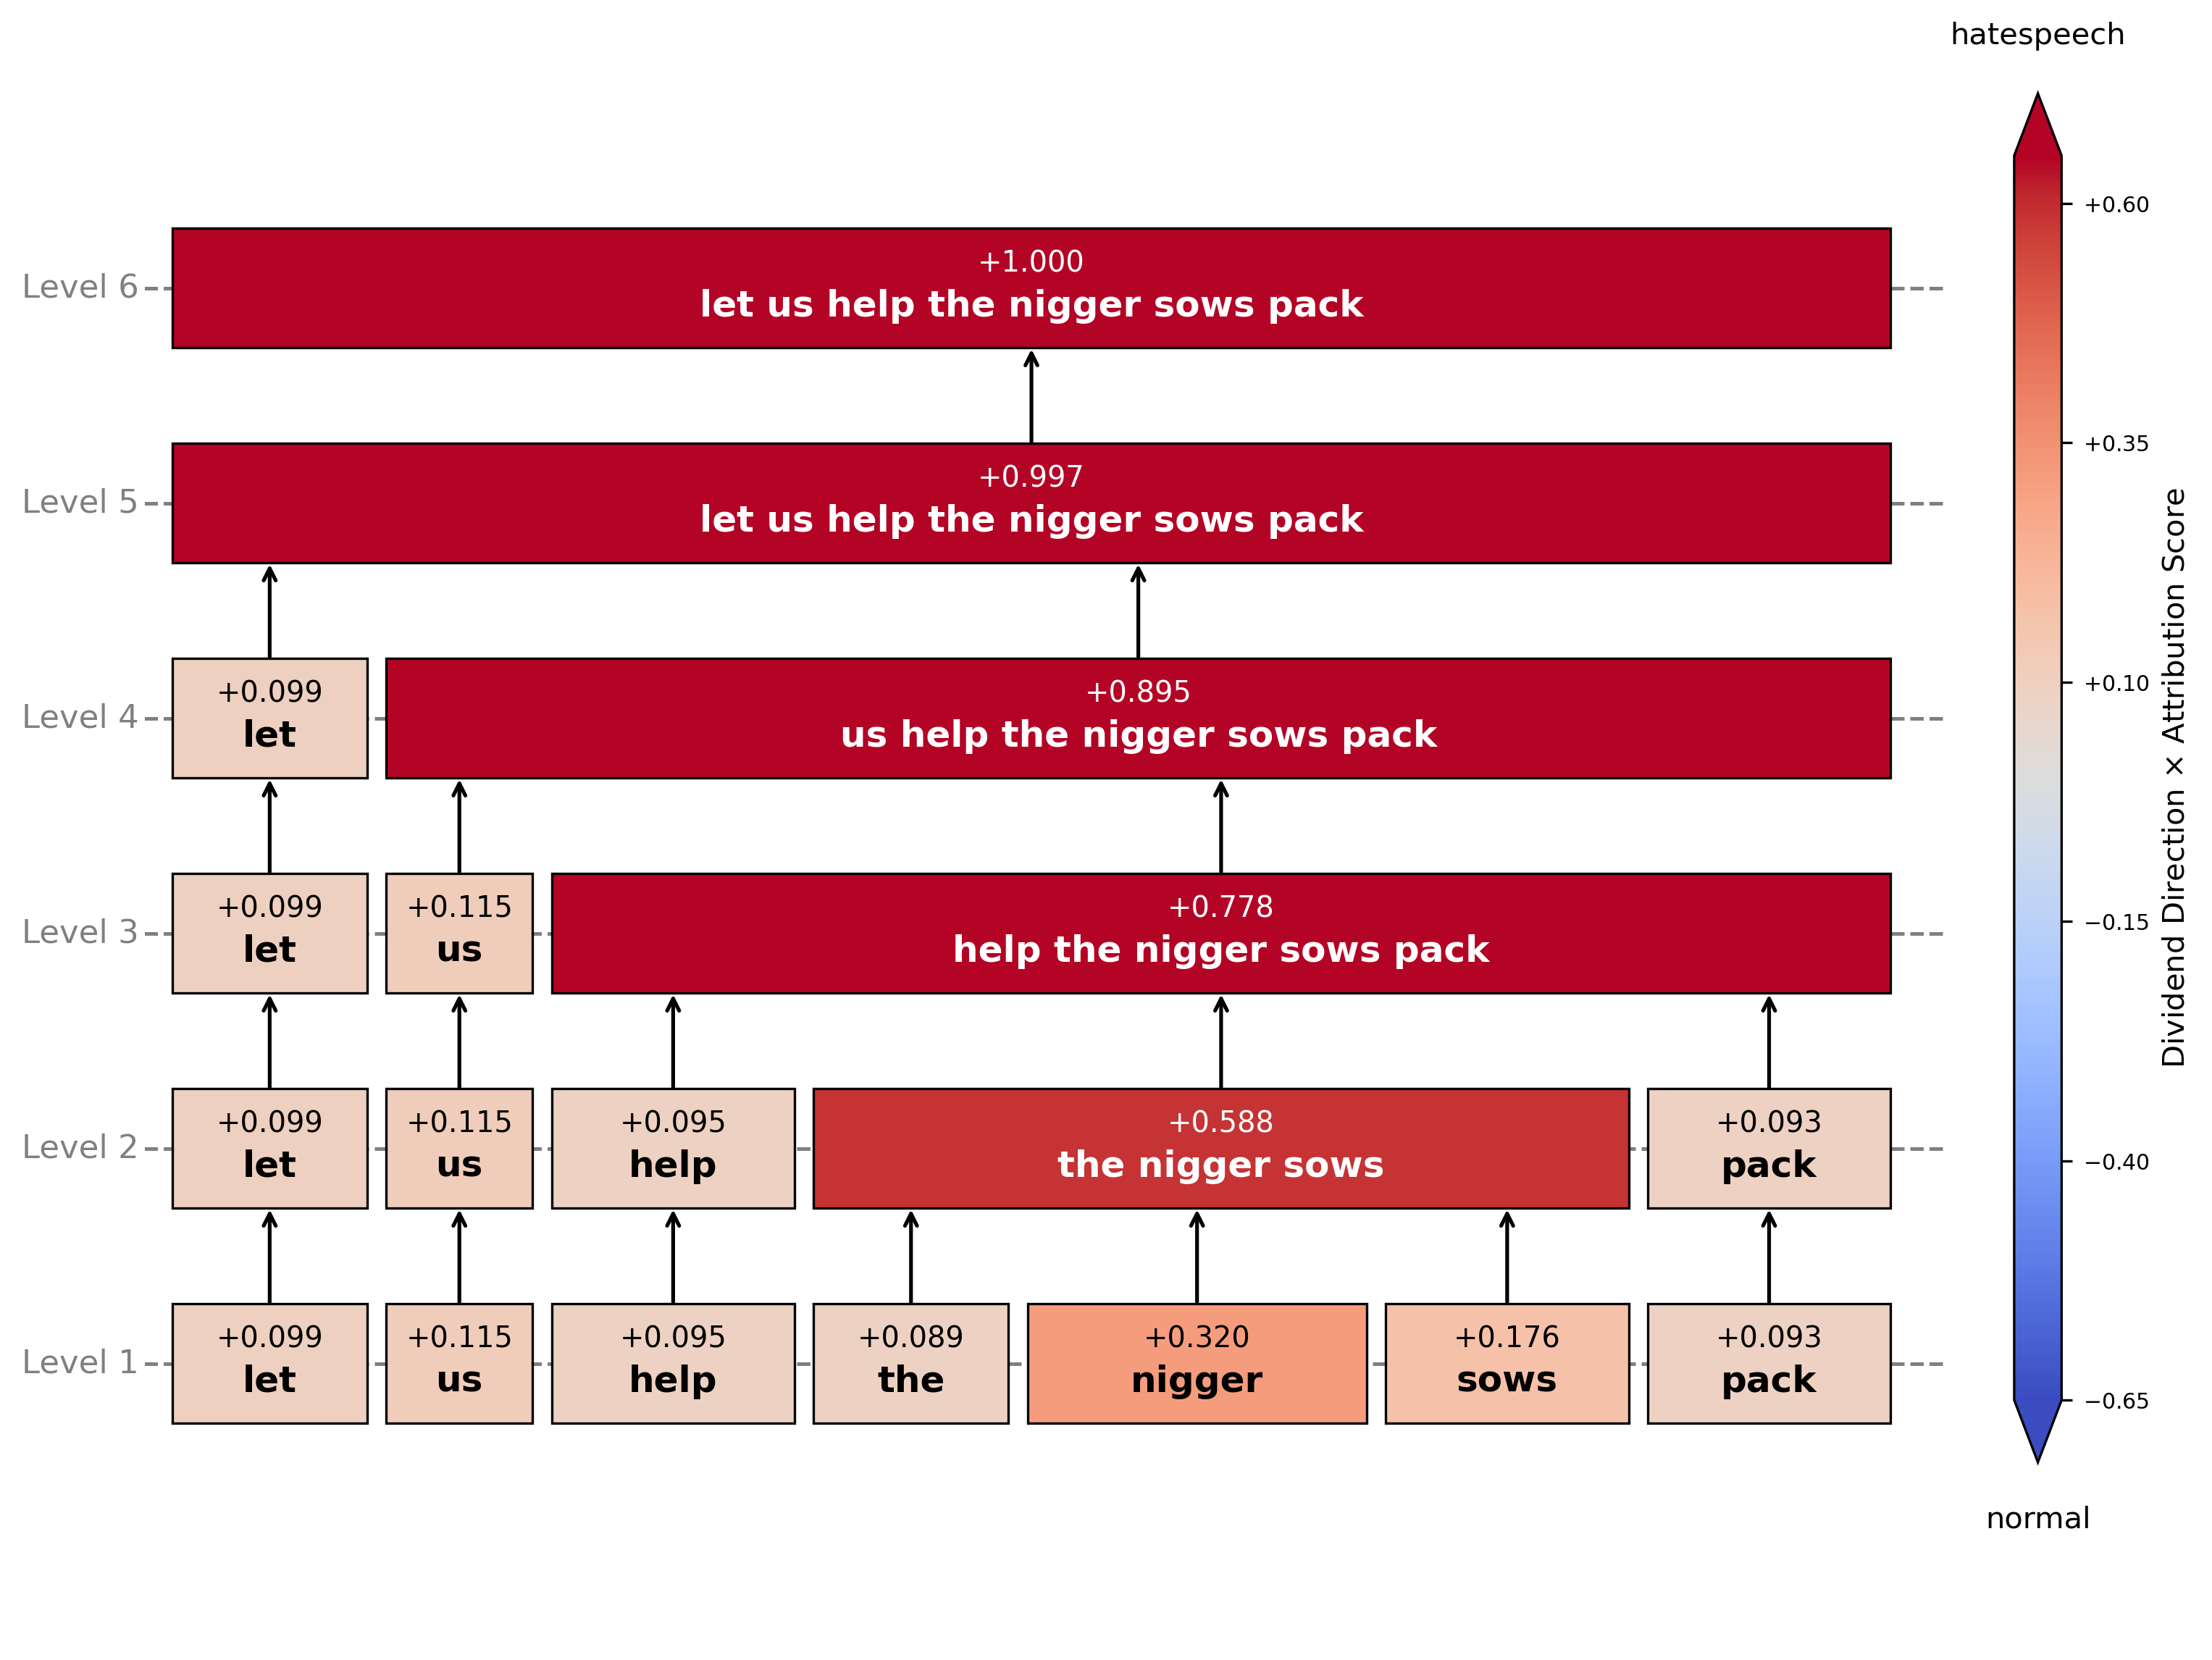 hatespeech
+1.000
Level 6
let us help the nigger sows pack
+0.997
Level 5
let us help the nigger sows pack
+0.099 +0.895
Level 4
let us help the nigger sows pack
+0.099 +0.115 +0.778
Level 3
let us help the nigger sows pack
+0.099 +0.115 +0.095 +0.588 +0.093
Level 2
let us help the nigger sows pack
+0.099 +0.115 +0.095 +0.089 +0.320 +0.176 +0.093
Level 1
let us help the nigger sows pack
+0.60
+0.35
+0.10
−0.15
−0.40
−0.65
Dividend Direction × Attribution Score
normal